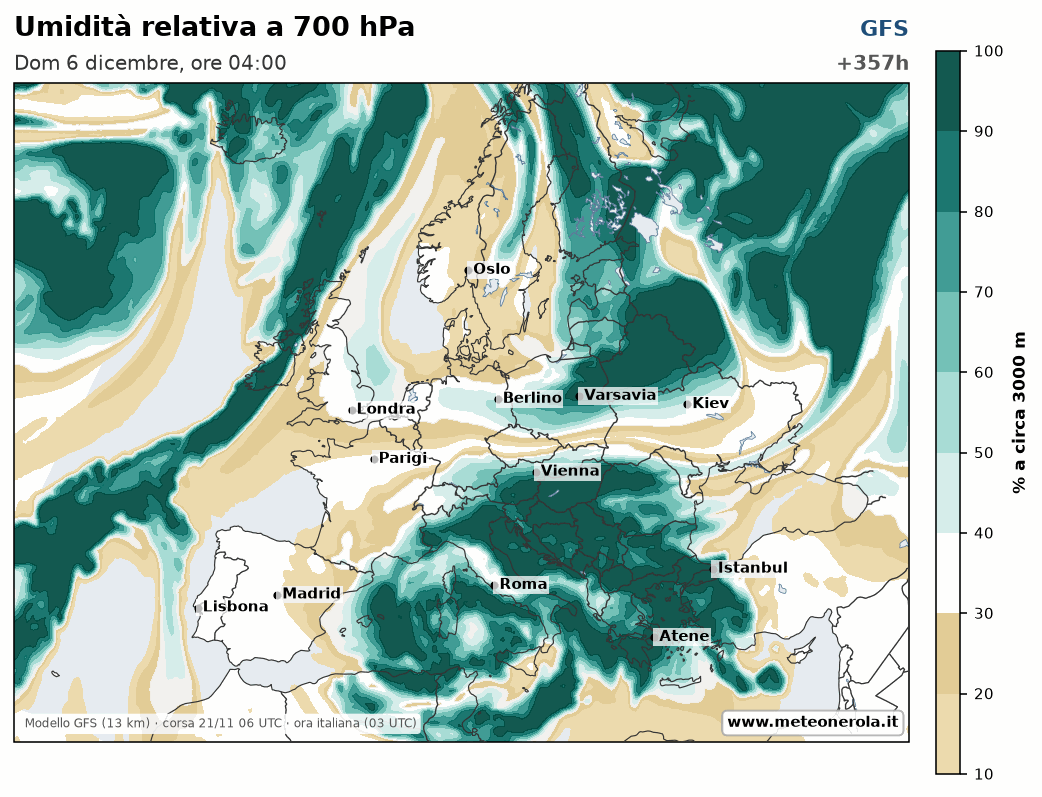 Umidità relativa a 700 hPa
GFS
Dom 6 dicembre, ore 04:00
+357h
100
90
80
70
60
50
40
30
20
10
% a circa 3000 m
Oslo
Berlino
Varsavia
Kiev
Londra
Parigi
Vienna
Istanbul
Roma
Madrid
Lisbona
Atene
Modello GFS (13 km) · corsa 21/11 06 UTC · ora italiana (03 UTC)
www.meteonerola.it